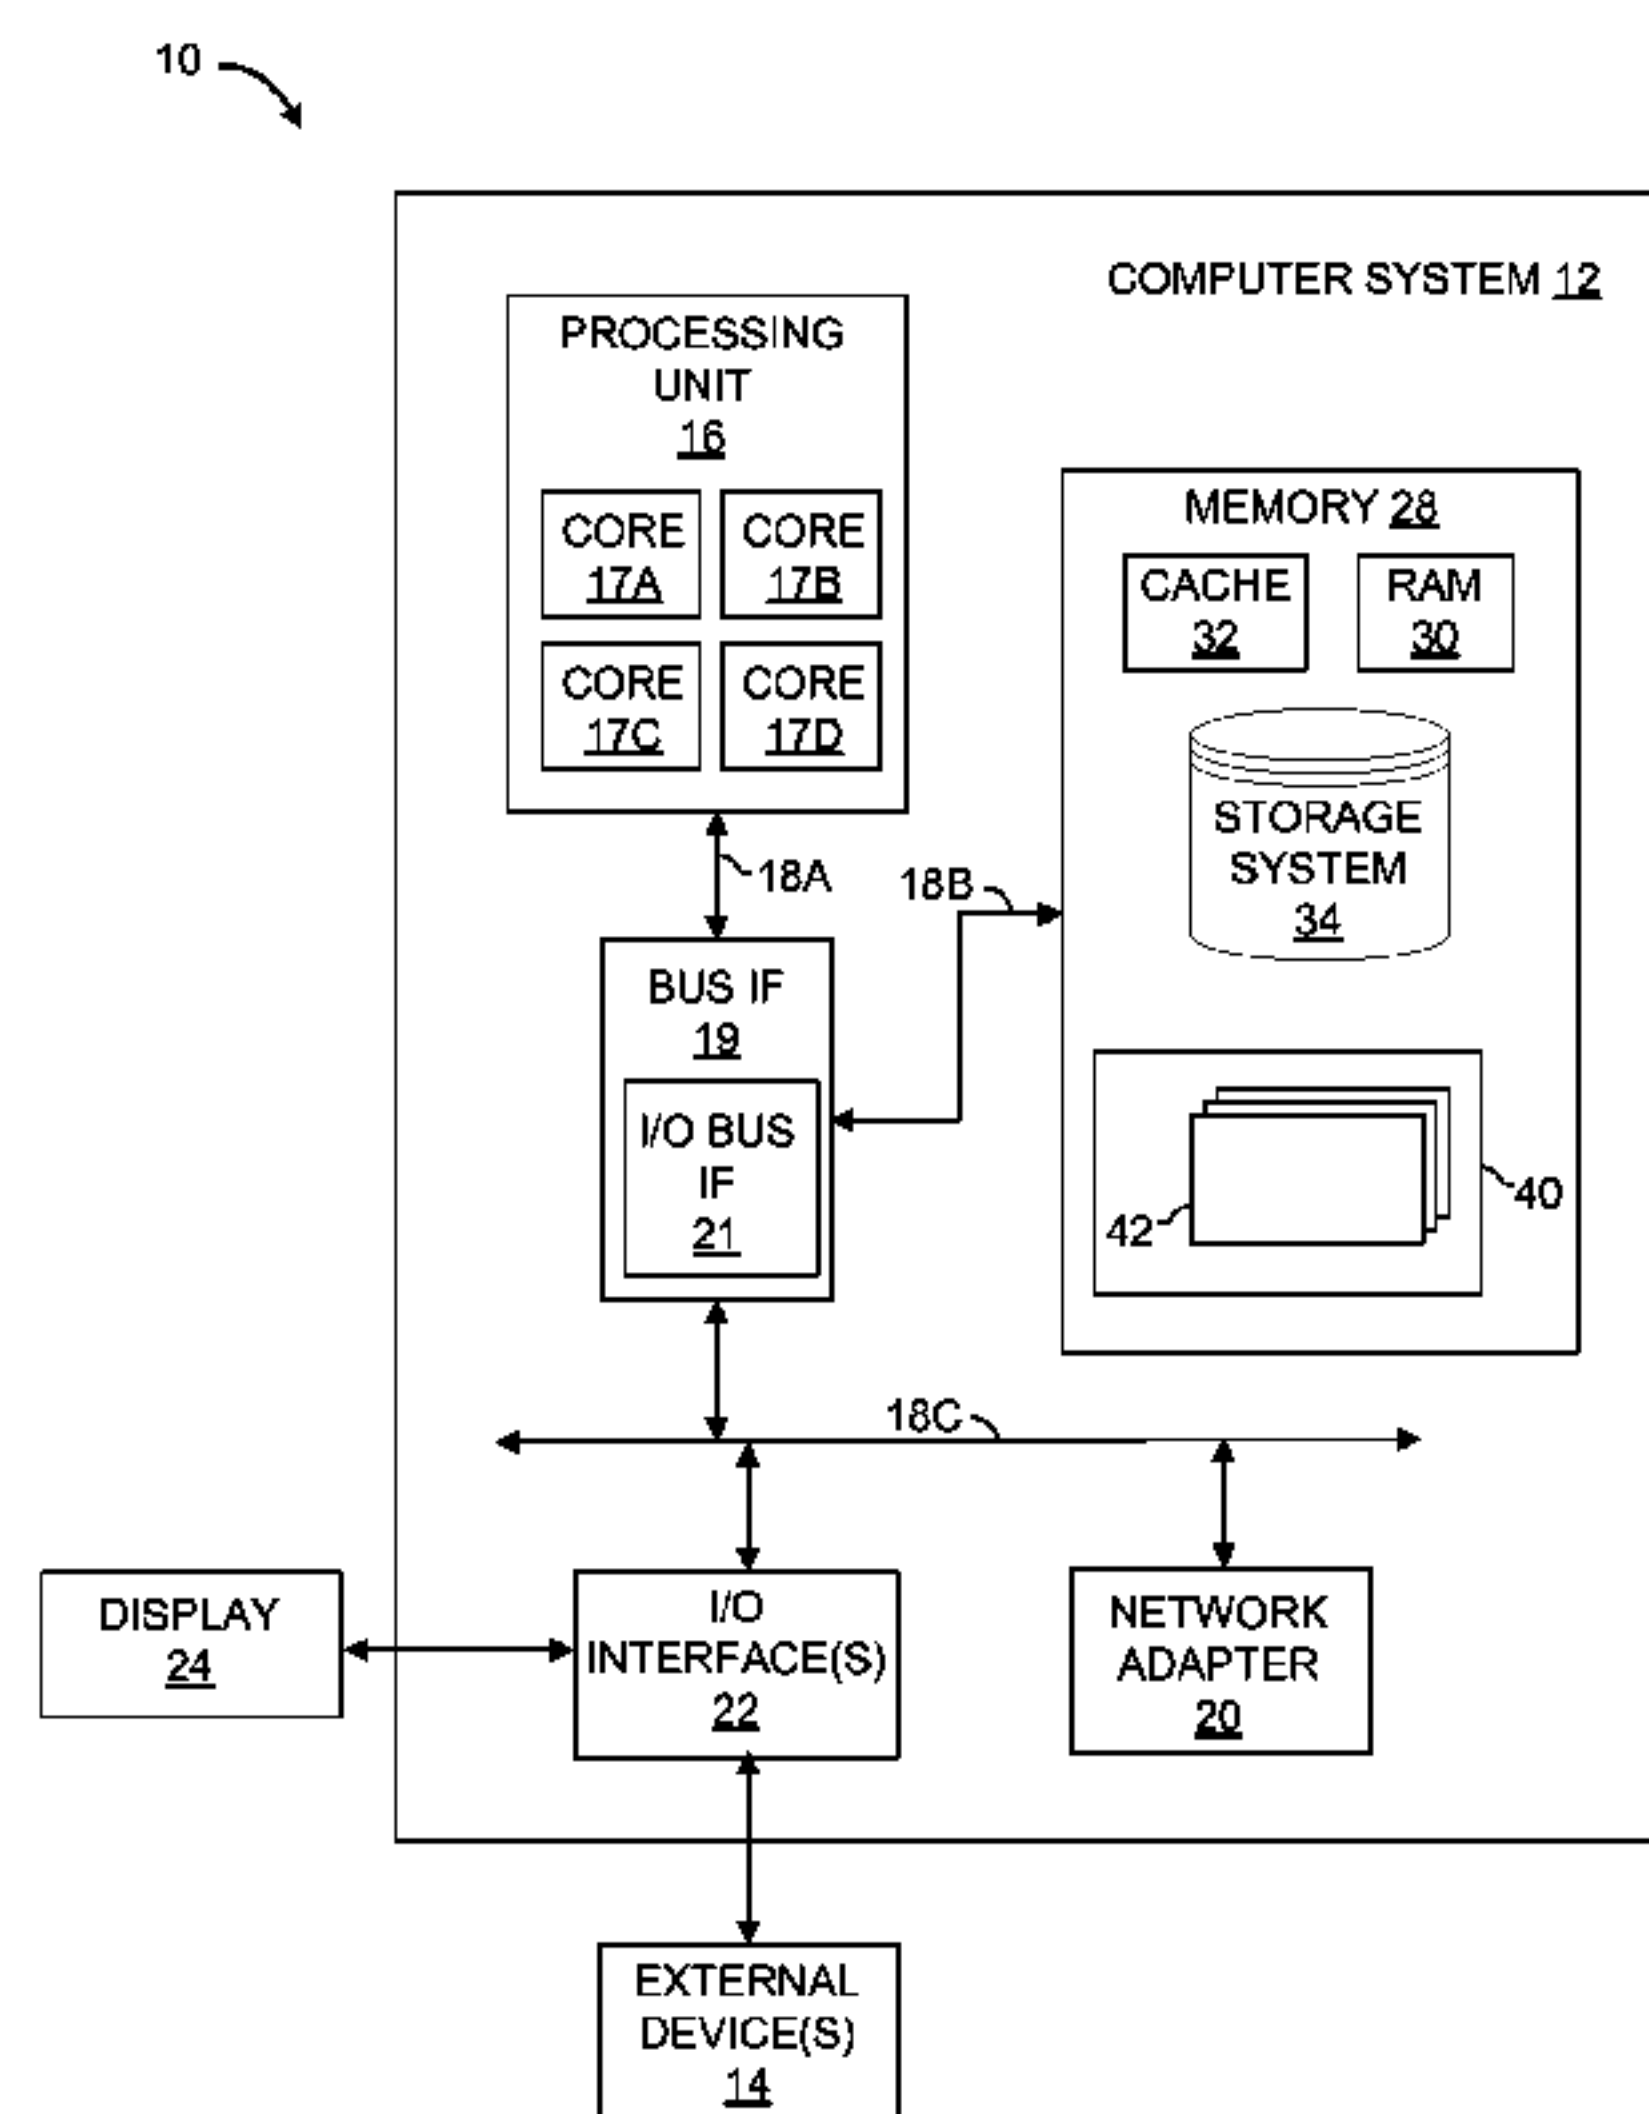 10
COMPUTER SYSTEM 12
PROCESSING
UNIT
16
CORE
17A
CORE
17B
CORE
17C
CORE
17D
MEMORY 28
CACHE
32
RAM
30
STORAGE
SYSTEM
34
18A
18B
BUS IF
19
I/O BUS
IF
21
42
40
18C
DISPLAY
24
I/O
INTERFACE(S)
22
NETWORK
ADAPTER
20
EXTERNAL
DEVICE(S)
14